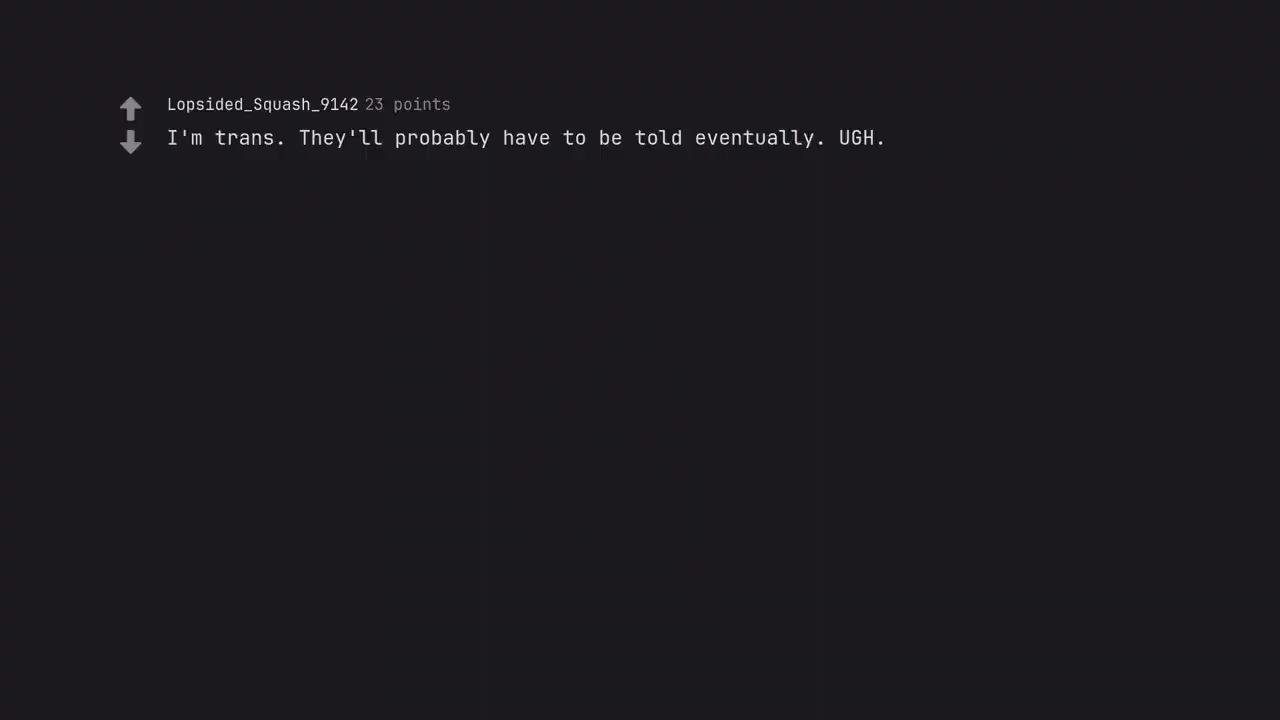 Lopsided_Squash_9142 23 points
I'm trans. They'll probably have to be told eventually. UGH.